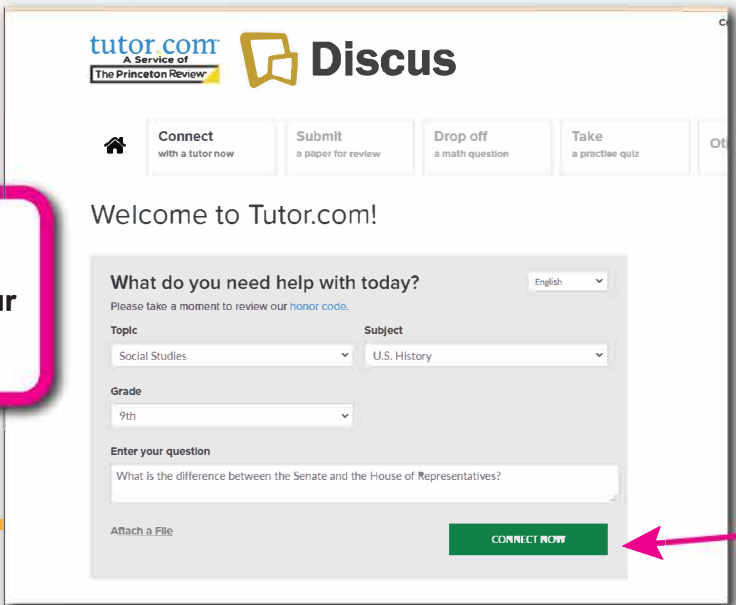 tutor.com
A Service of
The Princeton Review
Discus
Connect
with a tutor now
Submit
a paper for review
Drop off
a math question
Take
a practise quiz
Welcome to Tutor.com!
What do you need help with today?
English
Please take a moment to review our honor code.
Topic
Subject
Social Studies
U.S. History
Grade
9th
Enter your question
What is the difference between the Senate and the House of Representatives?
Attach a File
CONNECT NOW